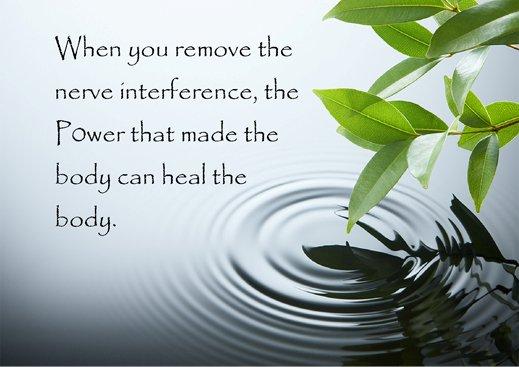 When you remove the
nerve interference, the
Power that made the
body can heal the
body.